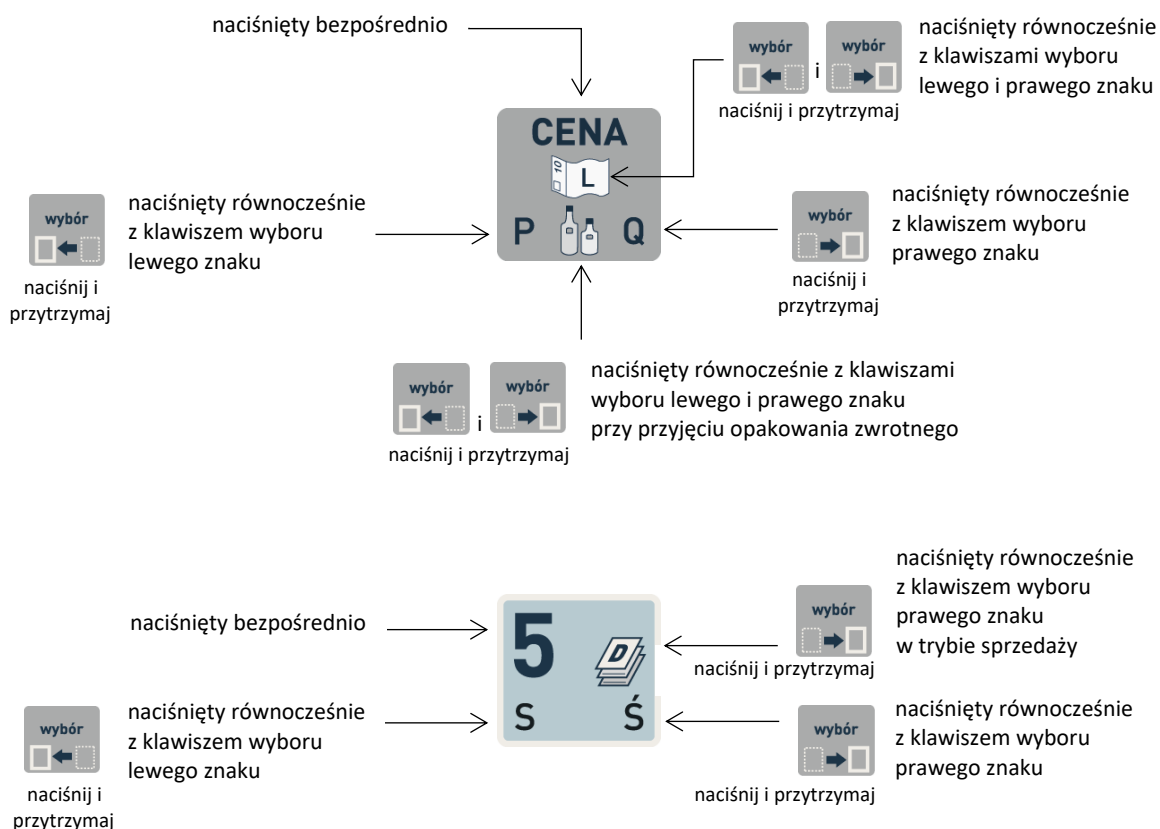 naciśnięty bezpośrednio
wybór
i
wybór
naciśnij i przytrzymaj
naciśnięty równocześnie
z klawiszami wyboru
lewego i prawego znaku
CENA
10
L
P
Q
wybór
naciśnij i
przytrzymaj
naciśnięty równocześnie
z klawiszem wyboru
lewego znaku
wybór
naciśnij i
przytrzymaj
naciśnięty równocześnie
z klawiszem wyboru
prawego znaku
wybór
i
wybór
naciśnij i przytrzymaj
naciśnięty równocześnie z klawiszami
wyboru lewego i prawego znaku
przy przyjęciu opakowania zwrotnego
naciśnięty bezpośrednio
5
D
S
Ś
wybór
naciśnij i przytrzymaj
naciśnięty równocześnie
z klawiszem wyboru
prawego znaku
w trybie sprzedaży
wybór
naciśnij i
przytrzymaj
naciśnięty równocześnie
z klawiszem wyboru
lewego znaku
wybór
naciśnij i przytrzymaj
naciśnięty równocześnie
z klawiszem wyboru
prawego znaku